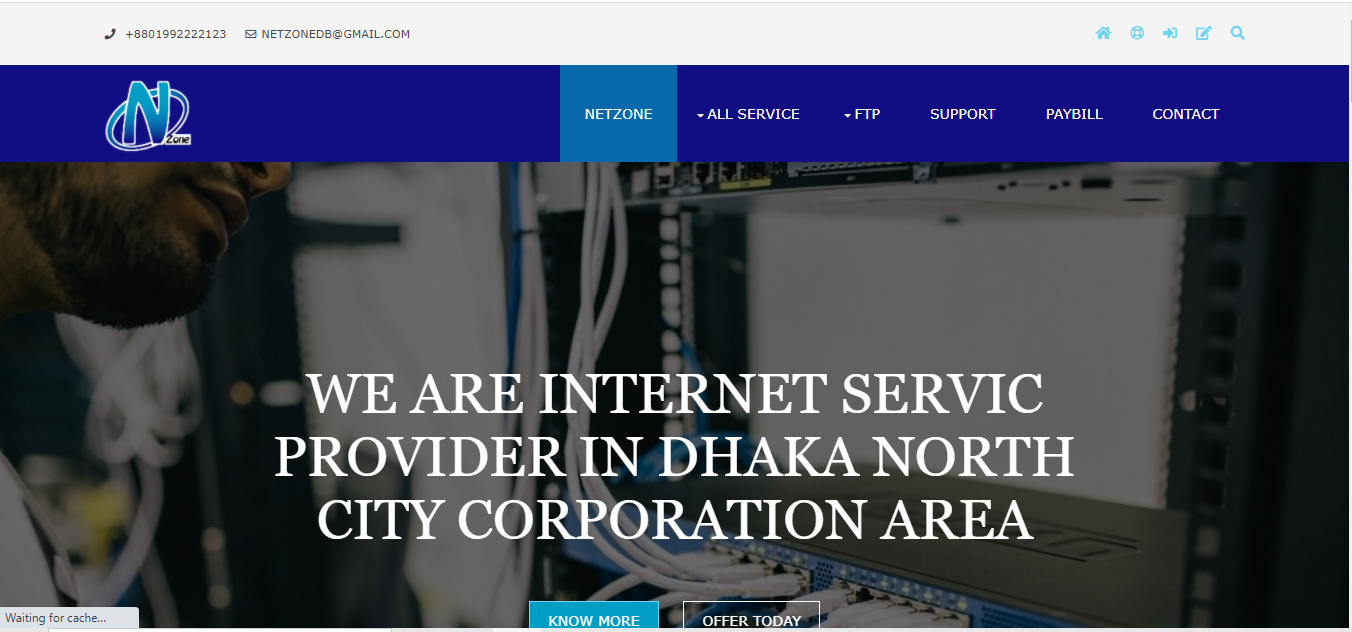 +8801992222123 NETZONEDB@GMAIL.COM
N
Zone
NETZONE ALL SERVICE FTP SUPPORT PAYBILL CONTACT
WE ARE INTERNET SERVIC
PROVIDER IN DHAKA NORTH
CITY CORPORATION AREA
KNOW MORE OFFER TODAY
Waiting for cache...